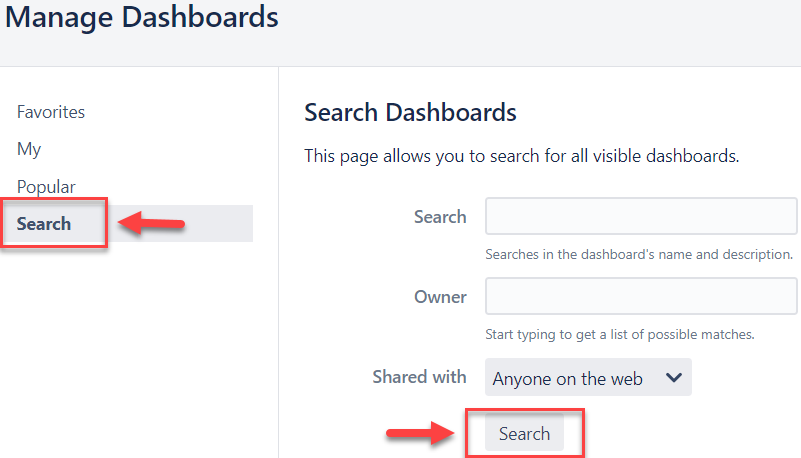 Manage Dashboards
Favorites
My
Popular
Search
Search Dashboards
This page allows you to search for all visible dashboards.
Search
Searches in the dashboard's name and description.
Owner
Start typing to get a list of possible matches.
Shared with Anyone on the web
Search